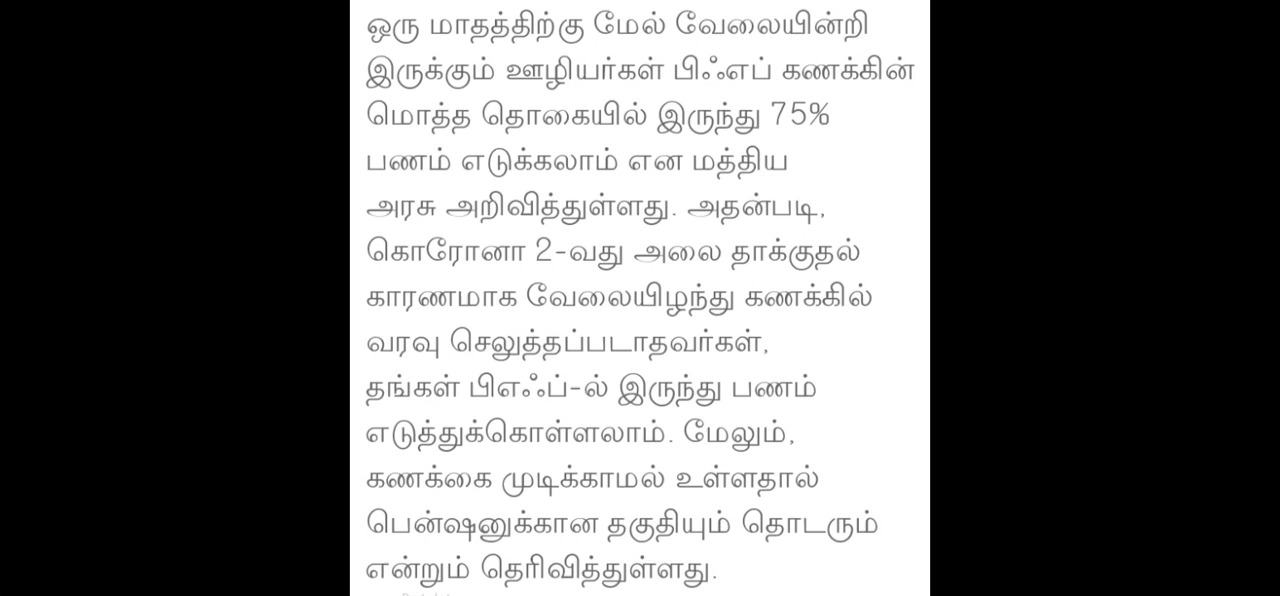 ஒரு மாதத்திற்கு மேல் வேலையின்றி
இருக்கும் ஊழியர்கள் பிஃஎப் கணக்கின்
மொத்த தொகையில் இருந்து 75%
பணம் எடுக்கலாம் என மத்திய
அரசு அறிவித்துள்ளது. அதன்படி,
கொரோனா 2-வது அலை தாக்குதல்
காரணமாக வேலையிழந்து கணக்கில்
வரவு செலுத்தப்படாதவர்கள்,
தங்கள் பிஎஃப்-ல் இருந்து பணம்
எடுத்துக்கொள்ளலாம். மேலும்,
கணக்கை முடிக்காமல் உள்ளதால்
பென்ஷனுக்கான தகுதியும் தொடரும்
என்றும் தெரிவித்துள்ளது.